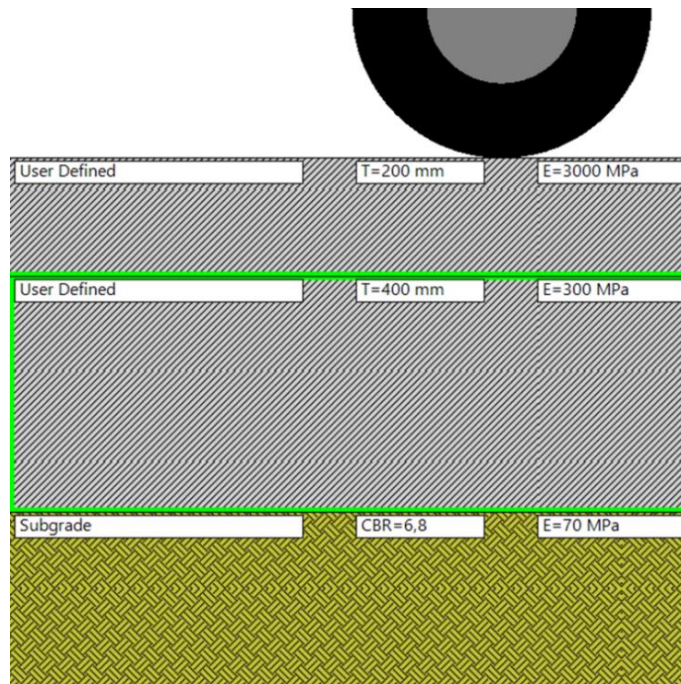 User Defined T=200 mm E=3000 MPa
User Defined T=400 mm E=300 MPa
Subgrade CBR=6,8 E=70 MPa